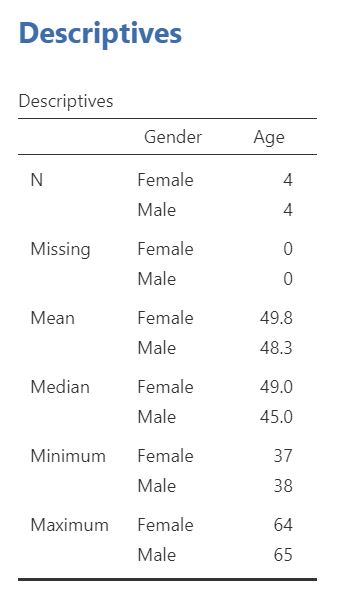 Descriptives
Descriptives
Gender Age
N Female 4
Male 4
Missing Female 0
Male 0
Mean Female 49.8
Male 48.3
Median Female 49.0
Male 45.0
Minimum Female 37
Male 38
Maximum Female 64
Male 65